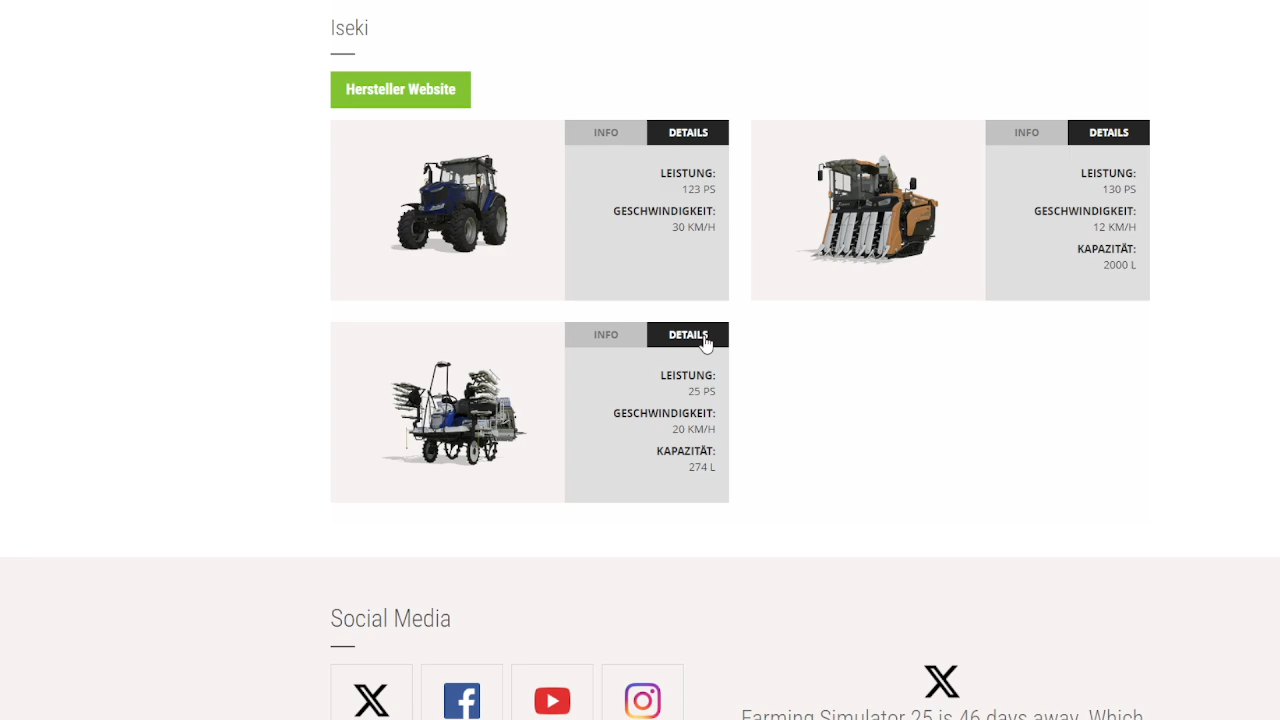 Iseki
Hersteller Website
INFO
DETAILS
LEISTUNG:
123 PS
GESCHWINDIGKEIT:
30 KM/H
INFO
DETAILS
LEISTUNG:
130 PS
GESCHWINDIGKEIT:
12 KM/H
KAPAZITÄT:
2000 L
INFO
DETAILS
LEISTUNG:
25 PS
GESCHWINDIGKEIT:
20 KM/H
KAPAZITÄT:
274 L
Social Media
Farming Simulator 25 is 46 days away. Which